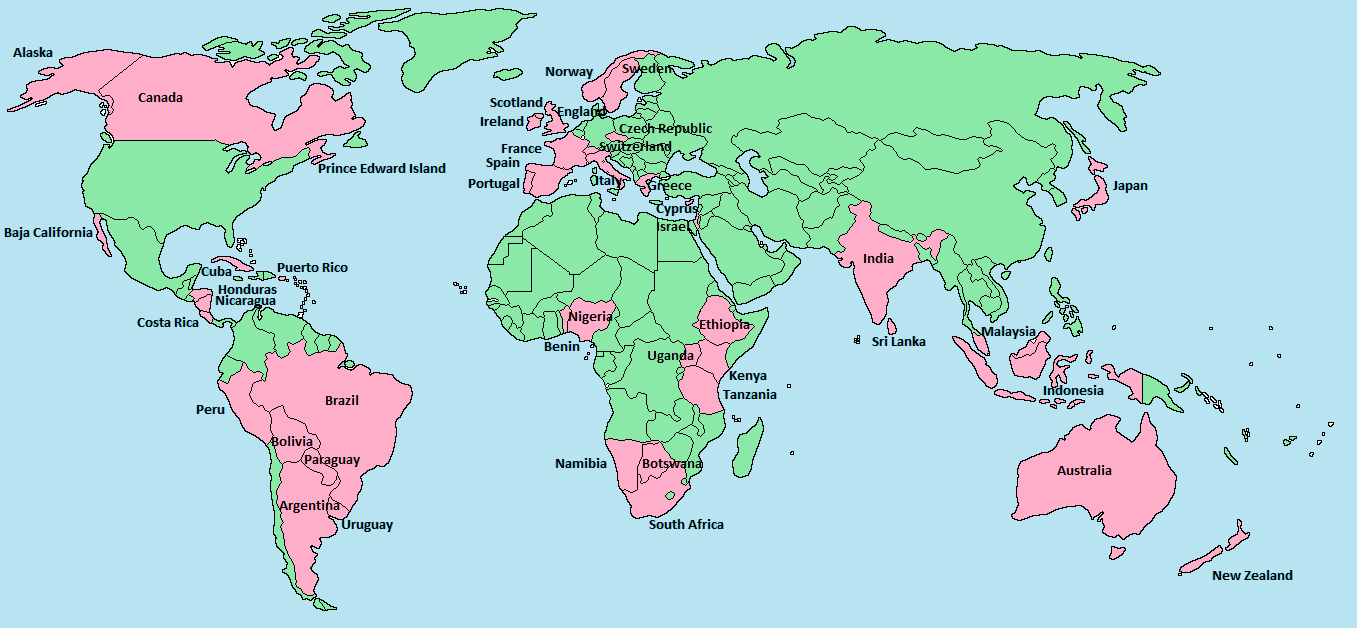 Alaska
Canada
Prince Edward Island
Baja California
Cuba
Puerto Rico
Honduras
Nicaragua
Costa Rica
Peru
Brazil
Bolivia
Paraguay
Argentina
Uruguay
Norway
Sweden
Scotland
England
Ireland
Czech Republic
France
Switzerland
Spain
Portugal
Italy
Greece
Cyprus
Israel
Nigeria
Benin
Ethiopia
Uganda
Kenya
Tanzania
Namibia
Botswana
South Africa
Japan
India
Sri Lanka
Malaysia
Indonesia
Australia
New Zealand